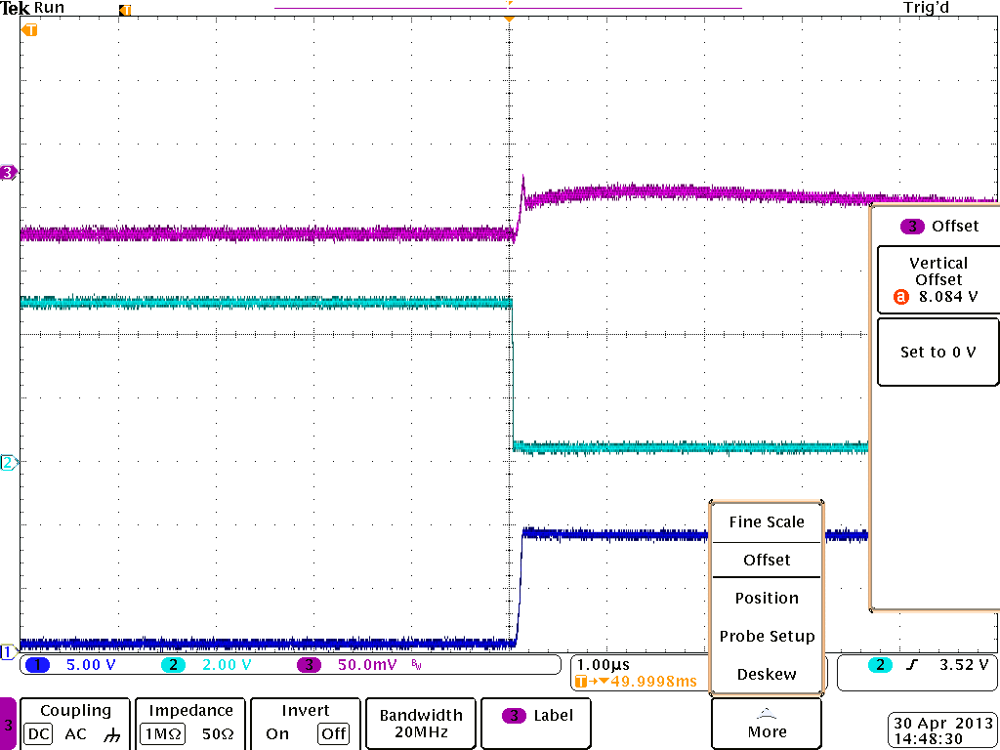 Tek Run Trig'd
T
T
3
3 Offset
Vertical
Offset
a 8.084 V
Set to 0 V
2
Fine Scale
Offset
Position
Probe Setup
Deskew
1
1 5.00 V 2 2.00 V 3 50.0mV BW
1.00µs
T→▼49.9998ms
2 3.52 V
3
Coupling
DC AC
Impedance
1MΩ 50Ω
Invert
On Off
Bandwidth
20MHz
3 Label
More
30 Apr 2013
14:48:30